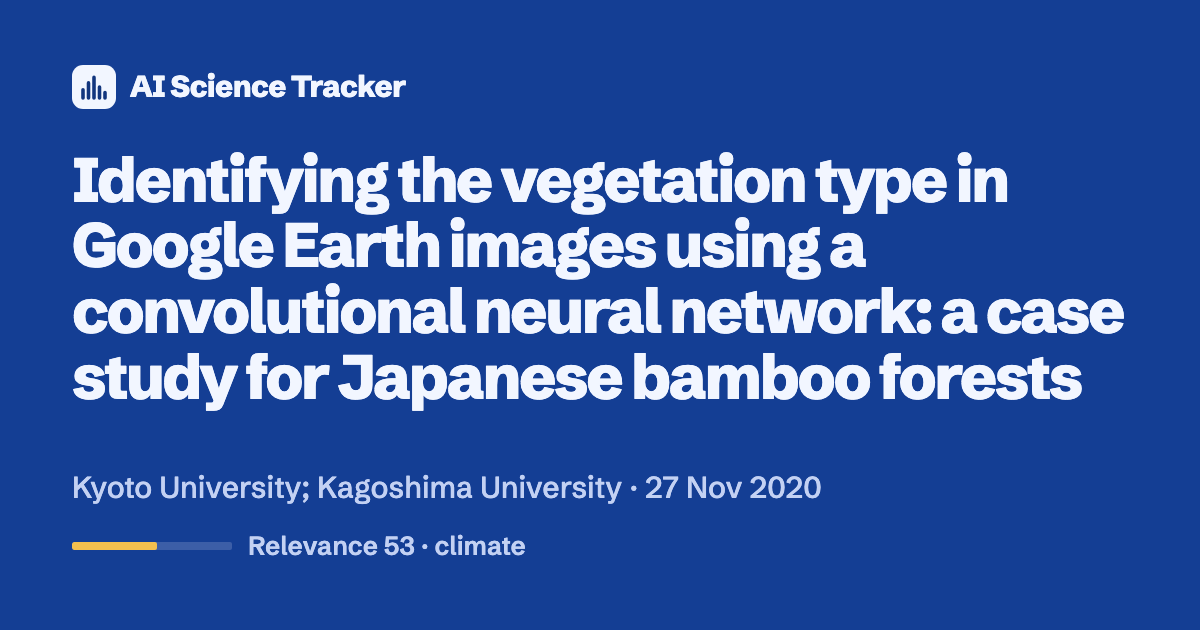 AI Science Tracker
Identifying the vegetation type in
Google Earth images using a
convolutional neural network: a case
study for Japanese bamboo forests
Kyoto University; Kagoshima University · 27 Nov 2020
Relevance 53 · climate